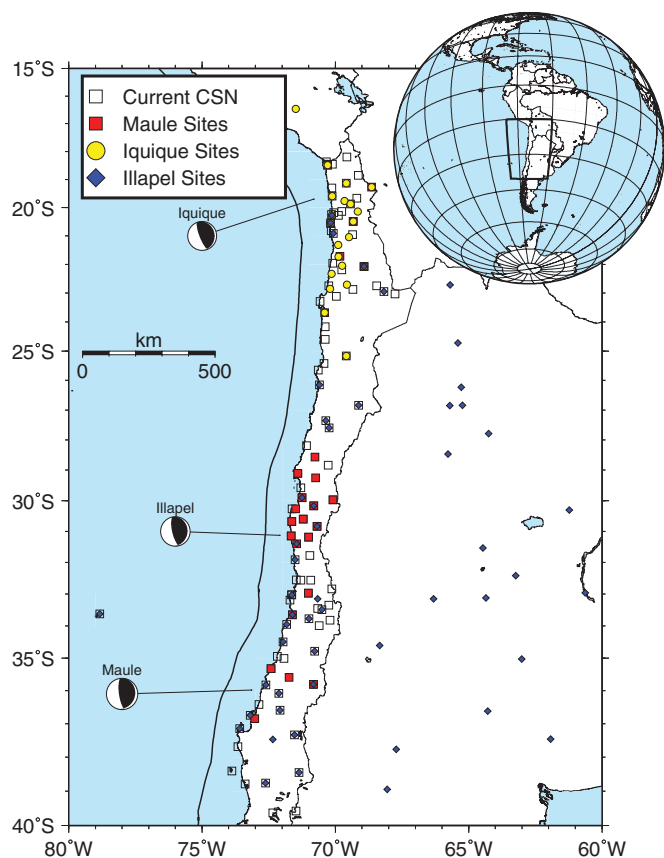 15°S
20°S
25°S
30°S
35°S
40°S
80°W
75°W
70°W
65°W
60°W
Current CSN
Maule Sites
Iquique Sites
Illapel Sites
Iquique
km
0
500
Illapel
Maule